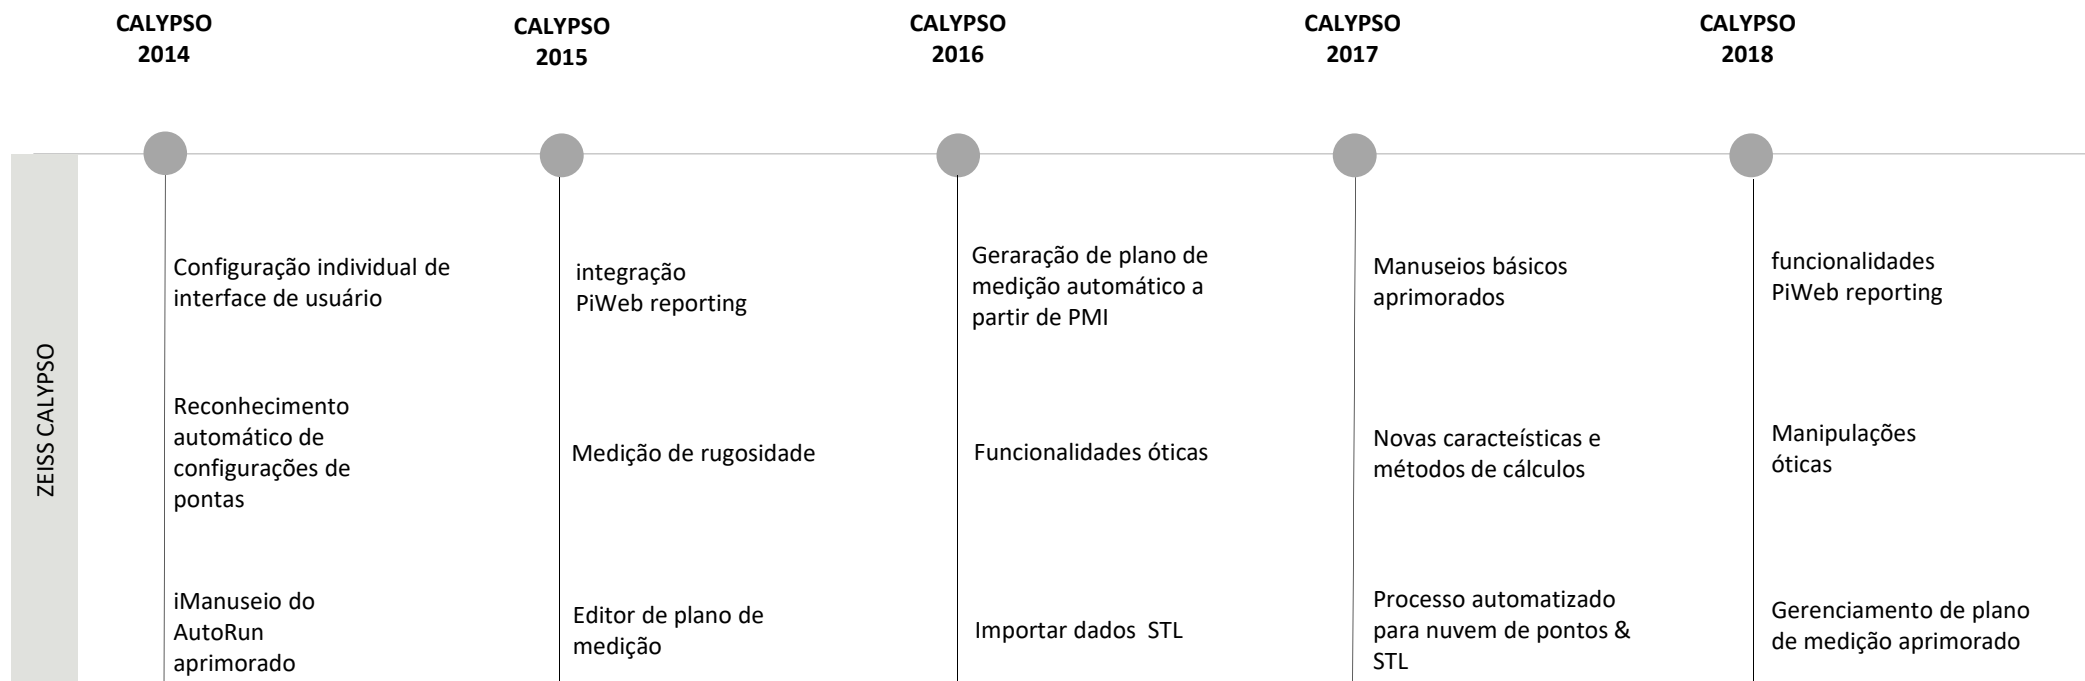 CALYPSO
2014
CALYPSO
2015
CALYPSO
2016
CALYPSO
2017
CALYPSO
2018
ZEISS CALYPSO
Configuração individual de
interface de usuário
Reconhecimento
automático de
configurações de
pontas
iManuseio do
AutoRun
aprimorado
integração
PiWeb reporting
Medição de rugosidade
Editor de plano de
medição
Geraração de plano de
medição automático a
partir de PMI
Funcionalidades óticas
Importar dados STL
Manuseios básicos
aprimorados
Novas caracteísticas e
métodos de cálculos
Processo automatizado
para nuvem de pontos &
STL
funcionalidades
PiWeb reporting
Manipulações
óticas
Gerenciamento de plano
de medição aprimorado